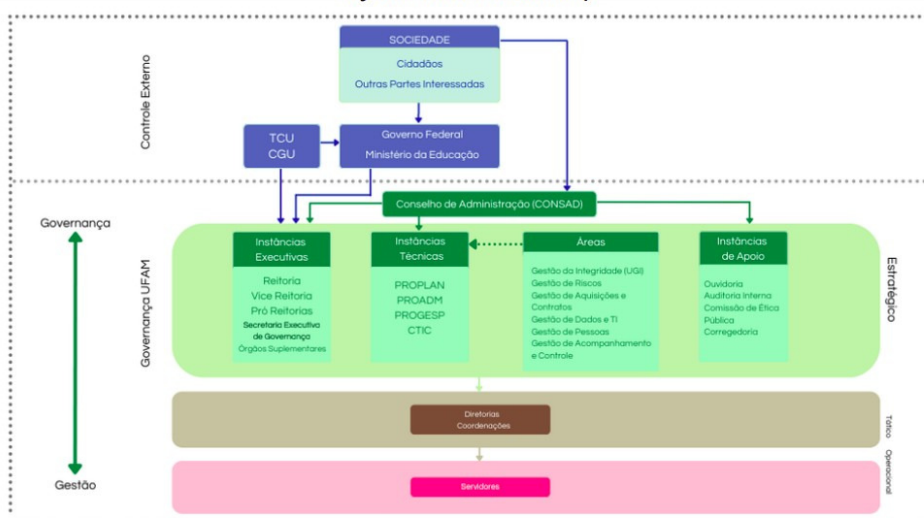 SOCIEDADE
Cidadãos
Outras Partes Interessadas
Controle Externo
TCU
CGU
Governo Federal
Ministério da Educação
Conselho de Administração (CONSAD)
Governança
Gestão
Governança UFAM
Estratégico
Instâncias
Executivas
Reitoria
Vice Reitoria
Pró Reitorias
Secretaria Executiva
de Governança
Órgãos Suplementares
Instâncias
Técnicas
PROPLAN
PROADM
PROGESP
CTIC
Áreas
Gestão da Integridade (UGI)
Gestão de Riscos
Gestão de Aquisições e
Contratos
Gestão de Dados e TI
Gestão de Pessoas
Gestão de Acompanhamento
e Controle
Instâncias
de Apoio
Ouvidoria
Auditoria Interna
Comissão de Ética
Pública
Corregedoria
Diretorias
Coordenações
Tático
Servidores
Operacional